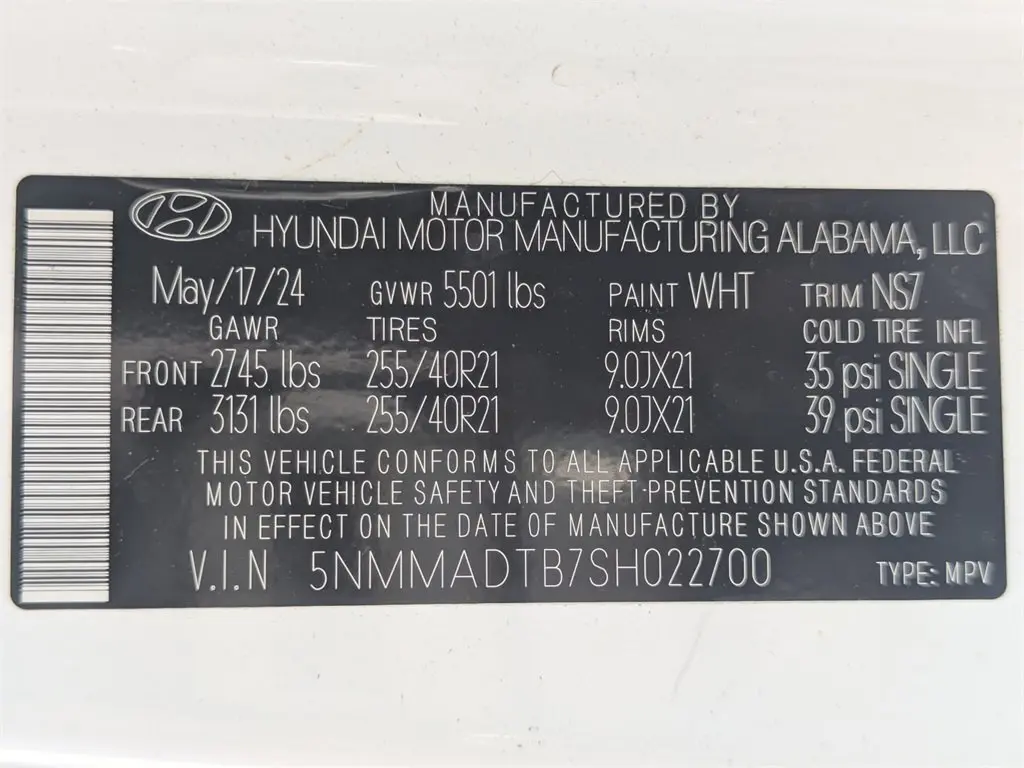 MANUFACTURED BY
HYUNDAI MOTOR MANUFACTURING ALABAMA, LLC
May/17/24 GVWR 5501 lbs PAINT WHT TRIM NS7
GAWR TIRES RIMS COLD TIRE INFL
FRONT 2745 lbs 255/40R21 9.0JX21 35 psi SINGLE
REAR 3131 lbs 255/40R21 9.0JX21 39 psi SINGLE
THIS VEHICLE CONFORMS TO ALL APPLICABLE U.S.A. FEDERAL
MOTOR VEHICLE SAFETY AND THEFT-PREVENTION STANDARDS
IN EFFECT ON THE DATE OF MANUFACTURE SHOWN ABOVE
V.I.N 5NMMADTB7SH022700 TYPE: MPV